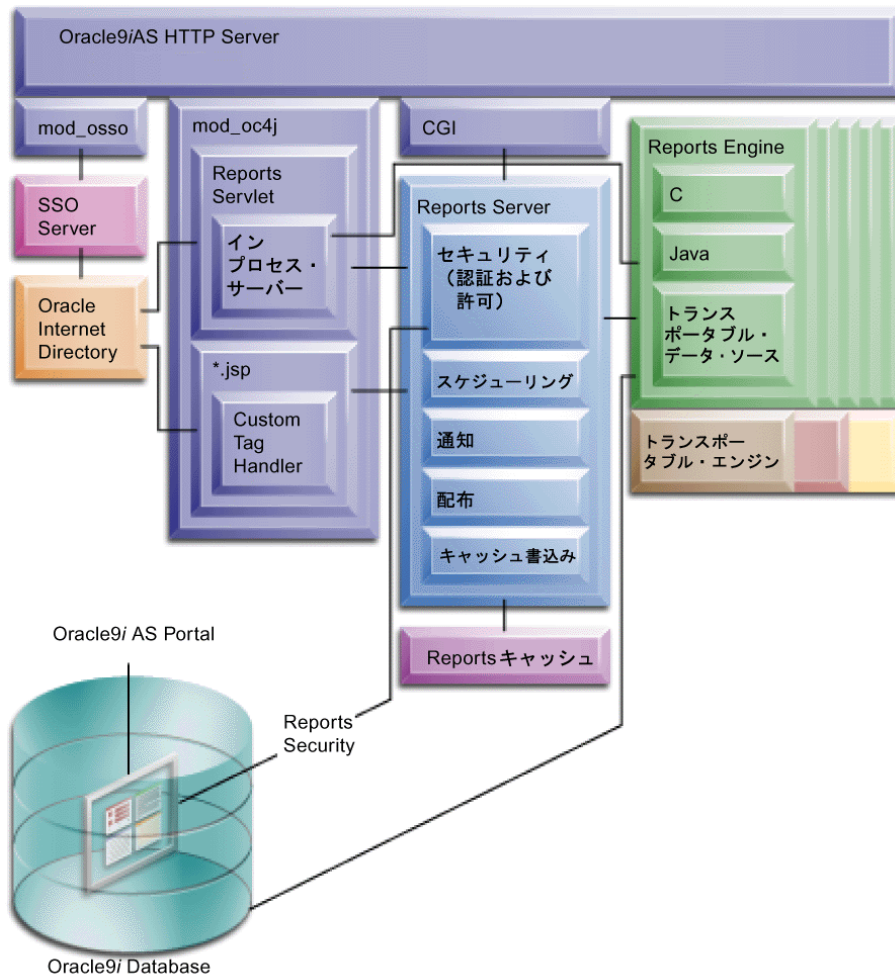 Oracle9iAS HTTP Server
mod_osso
mod_oc4j
CGI
SSO
Server
Oracle
Internet
Directory
Reports
Servlet
イン
プロセス・
サーバー
*.jsp
Custom
Tag
Handler
Reports Server
セキュリティ
（認証および
許可）
スケジューリング
通知
配布
キャッシュ書込み
Reportsキャッシュ
Reports Engine
C
Java
トランス
ポータブル・
データ・ソース
トランスポー
タブル・エンジン
Oracle9i AS Portal
Reports
Security
Oracle9i Database